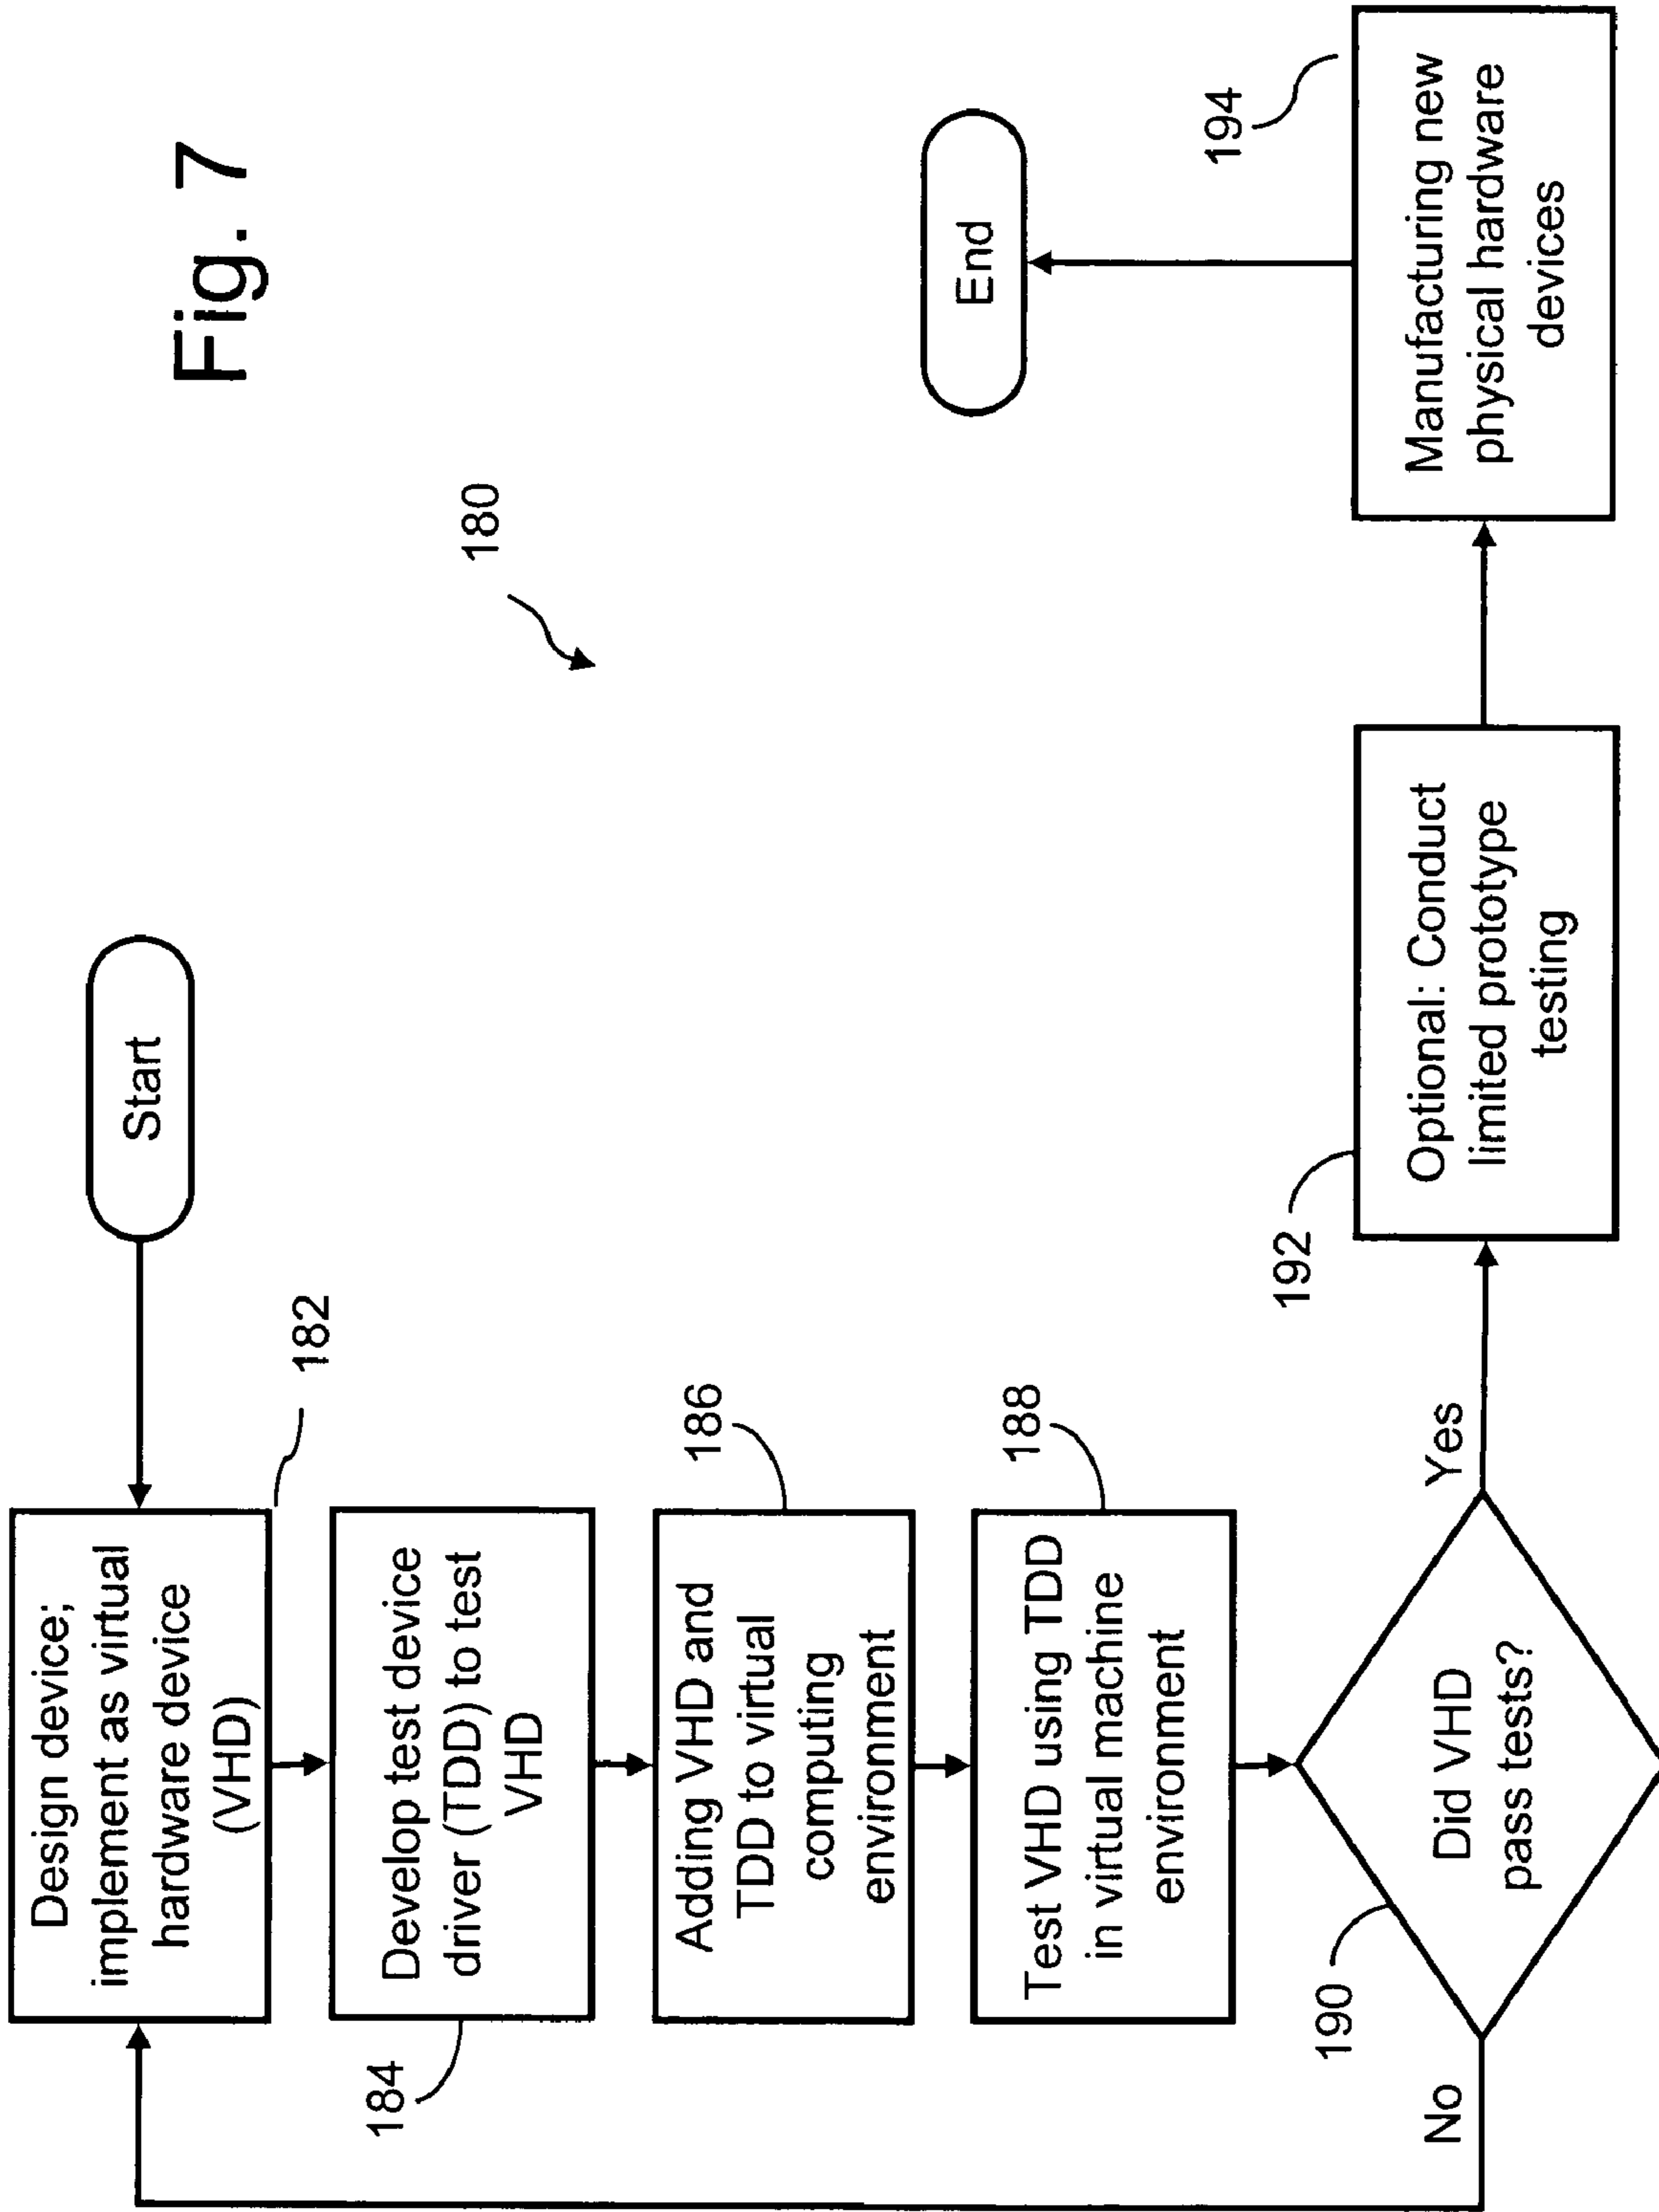 Fig. 7
180
Start
Design device;
implement as virtual
hardware device
(VHD)
182
Develop test device
driver (TDD) to test
VHD
184
Adding VHD and
TDD to virtual
computing
environment
186
Test VHD using TDD
in virtual machine
environment
188
Did VHD
pass tests?
190
No
Yes
Optional: Conduct
limited prototype
testing
192
Manufacturing new
physical hardware
devices
194
End